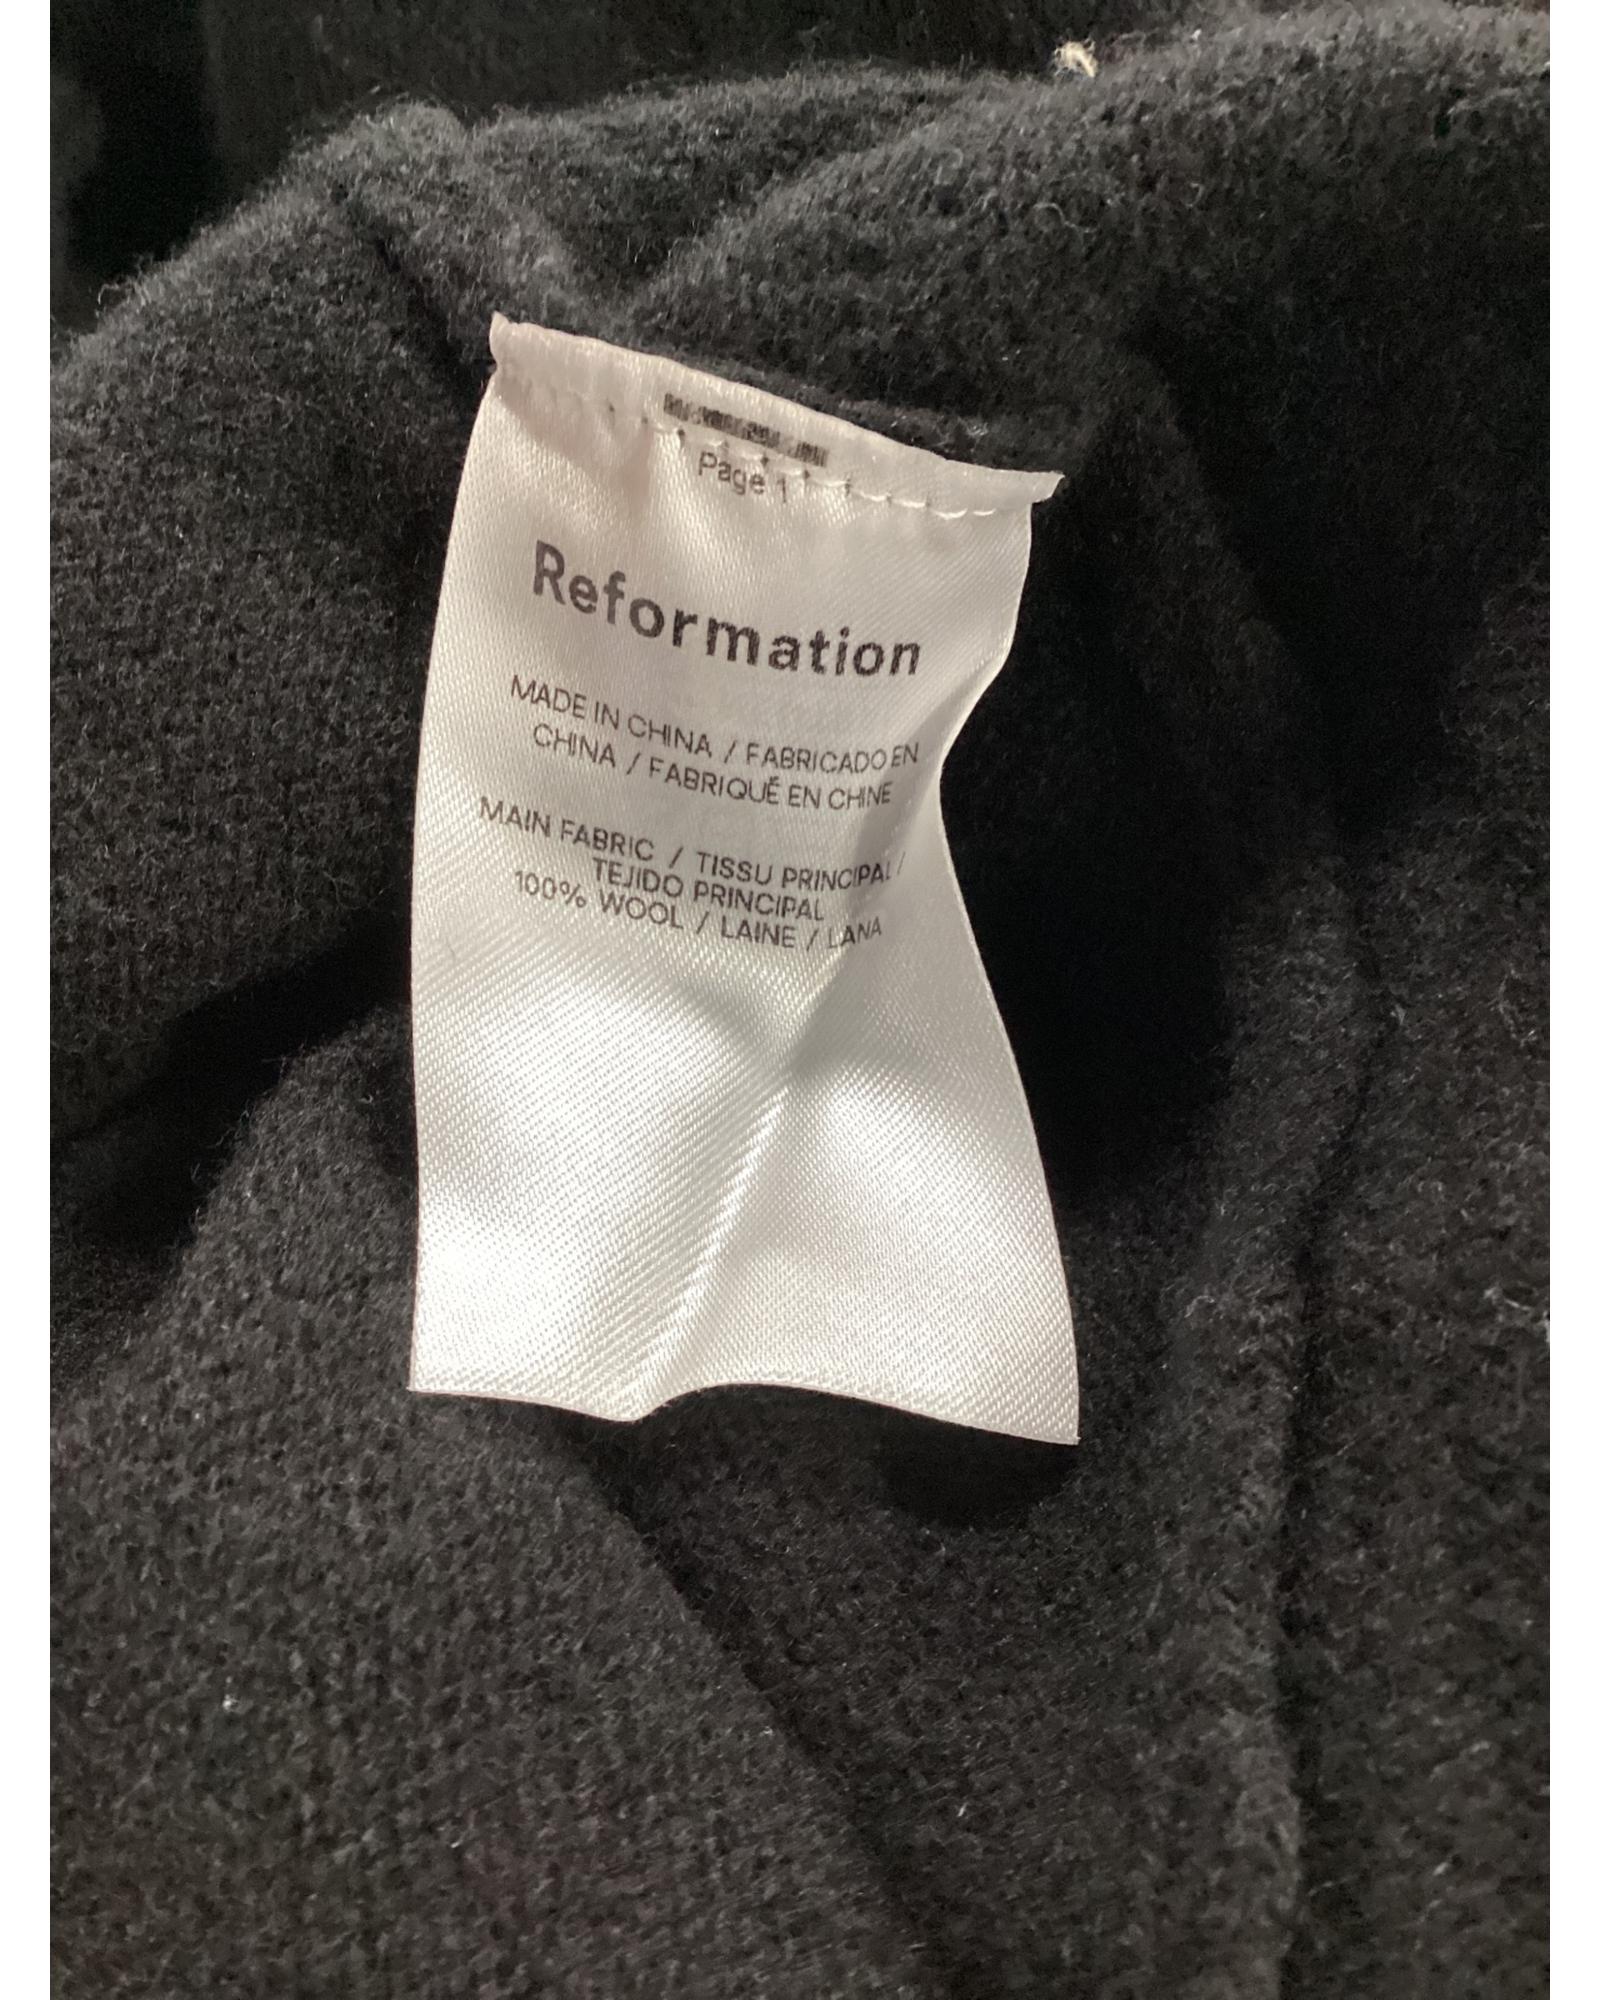 Page 1
Reformation
MADE IN CHINA / FABRICADO EN
CHINA / FABRIQUÉ EN CHINE
MAIN FABRIC / TISSU PRINCIPAL /
TEJIDO PRINCIPAL
100% WOOL / LAINE / LANA